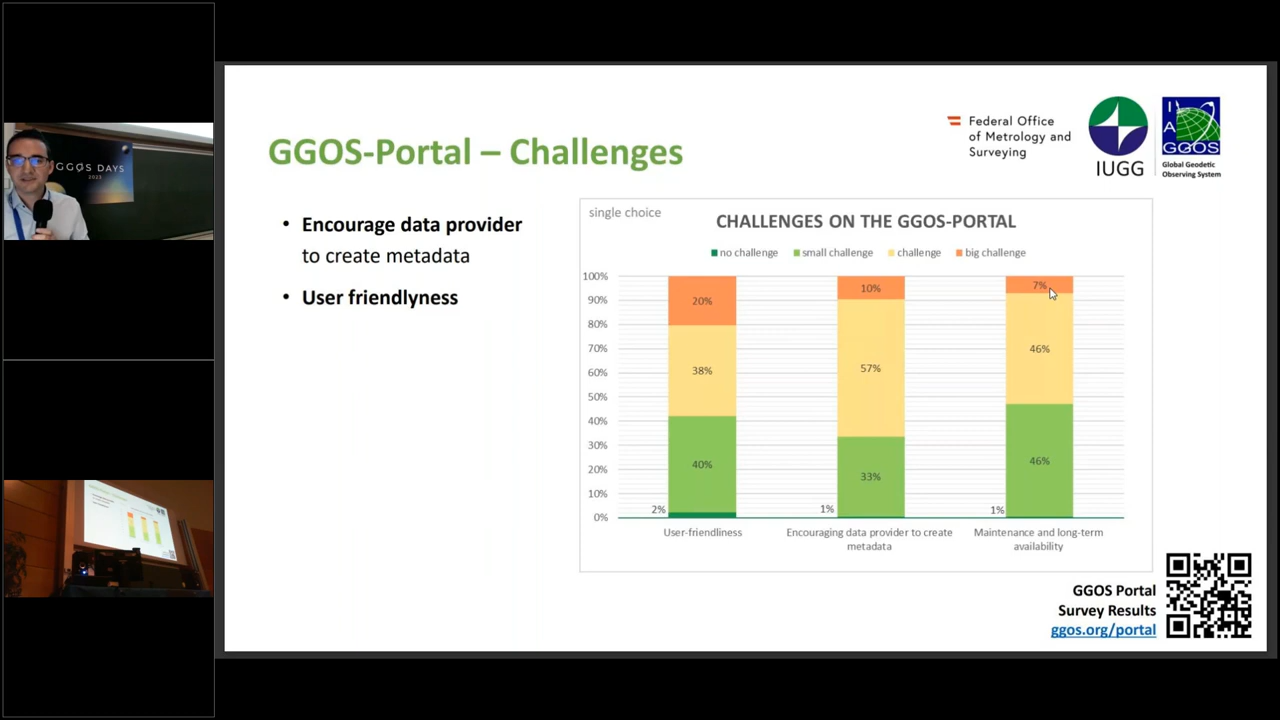 GGOS DAYS
2023
GGOS-Portal – Challenges
Federal Office
of Metrology and
Surveying
IUGG
I
A
G
GGOS
Global Geodetic
Observing System
• Encourage data provider
to create metadata
• User friendlyness
single choice
CHALLENGES ON THE GGOS-PORTAL
no challenge small challenge challenge big challenge
100%
90%
80%
70%
60%
50%
40%
30%
20%
10%
0%
20%
38%
40%
2%
10%
57%
33%
1%
7%
46%
46%
1%
User-friendliness
Encouraging data provider to create
metadata
Maintenance and long-term
availability
GGOS Portal
Survey Results
ggos.org/portal